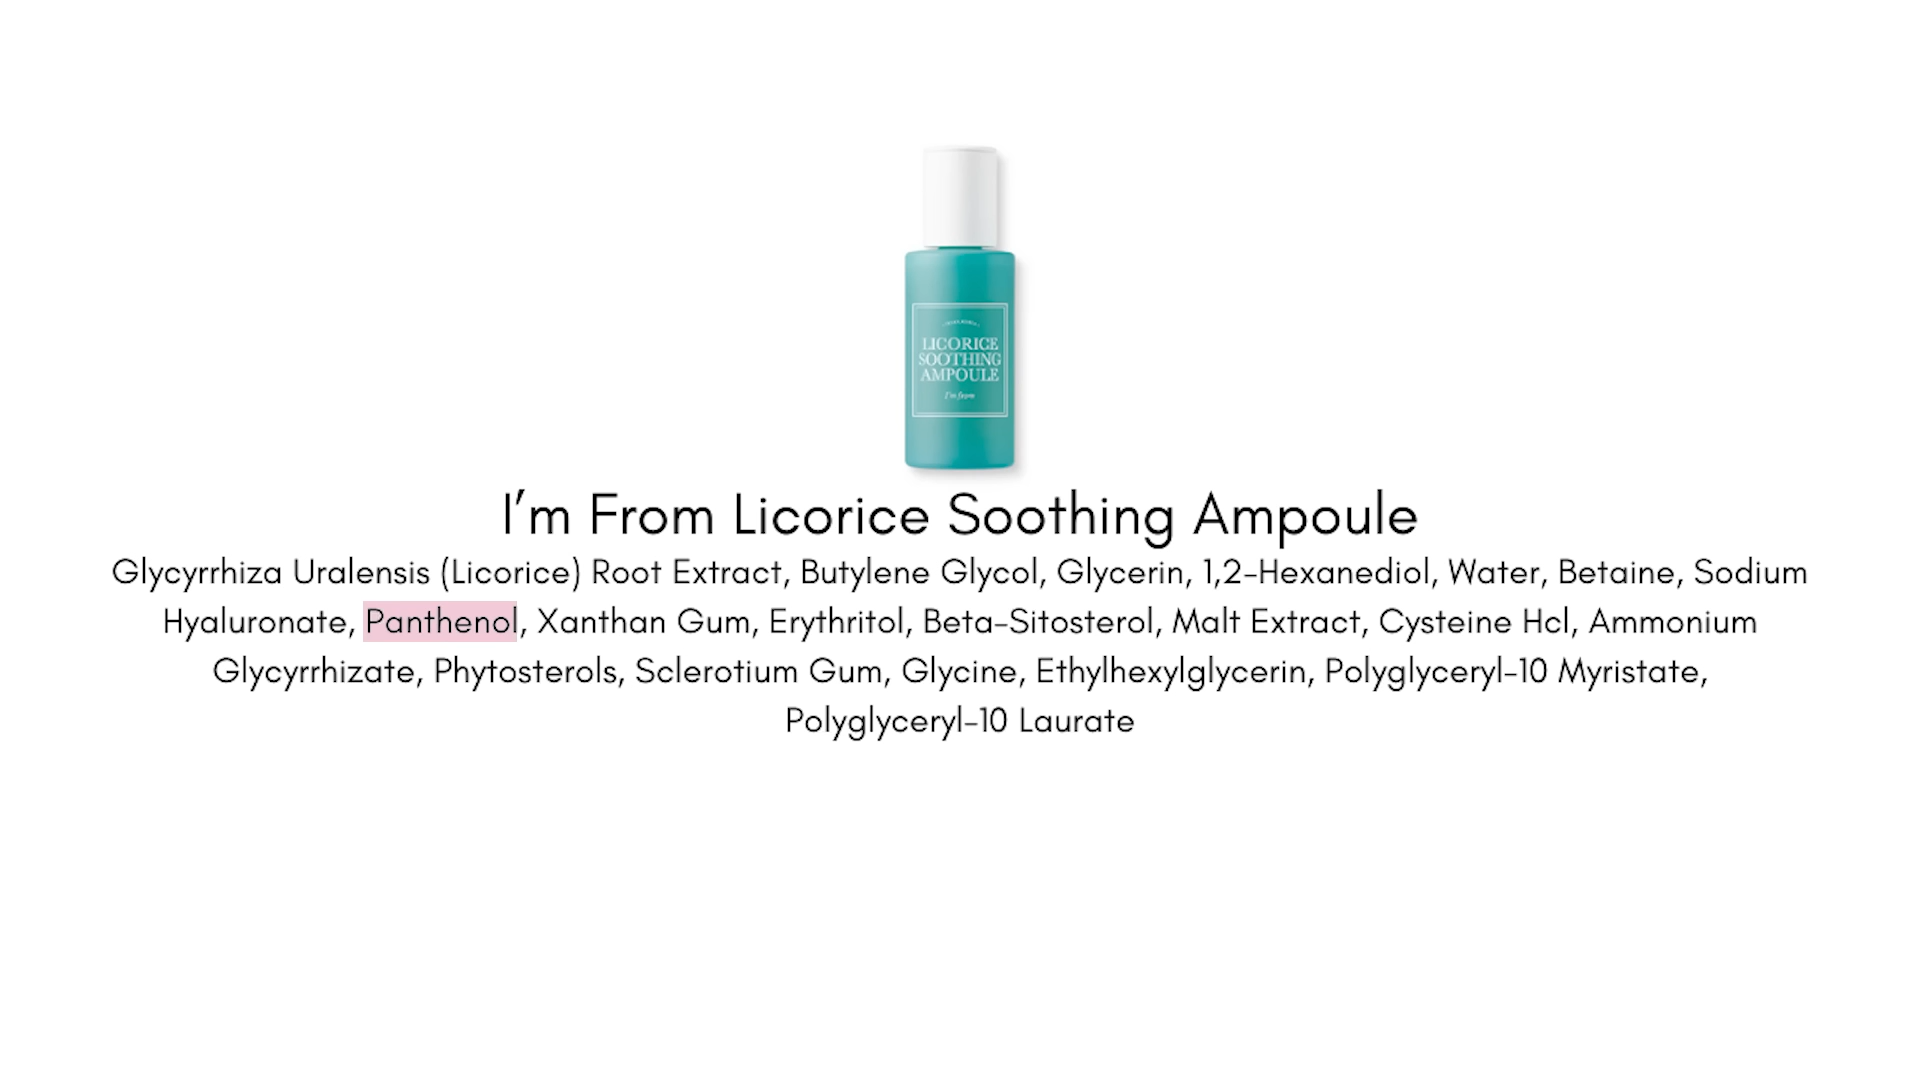 LICORICE
SOOTHING
AMPOULE
I'm from
I'm From Licorice Soothing Ampoule
Glycyrrhiza Uralensis (Licorice) Root Extract, Butylene Glycol, Glycerin, 1,2-Hexanediol, Water, Betaine, Sodium
Hyaluronate, Panthenol, Xanthan Gum, Erythritol, Beta-Sitosterol, Malt Extract, Cysteine Hcl, Ammonium
Glycyrrhizate, Phytosterols, Sclerotium Gum, Glycine, Ethylhexylglycerin, Polyglyceryl-10 Myristate,
Polyglyceryl-10 Laurate